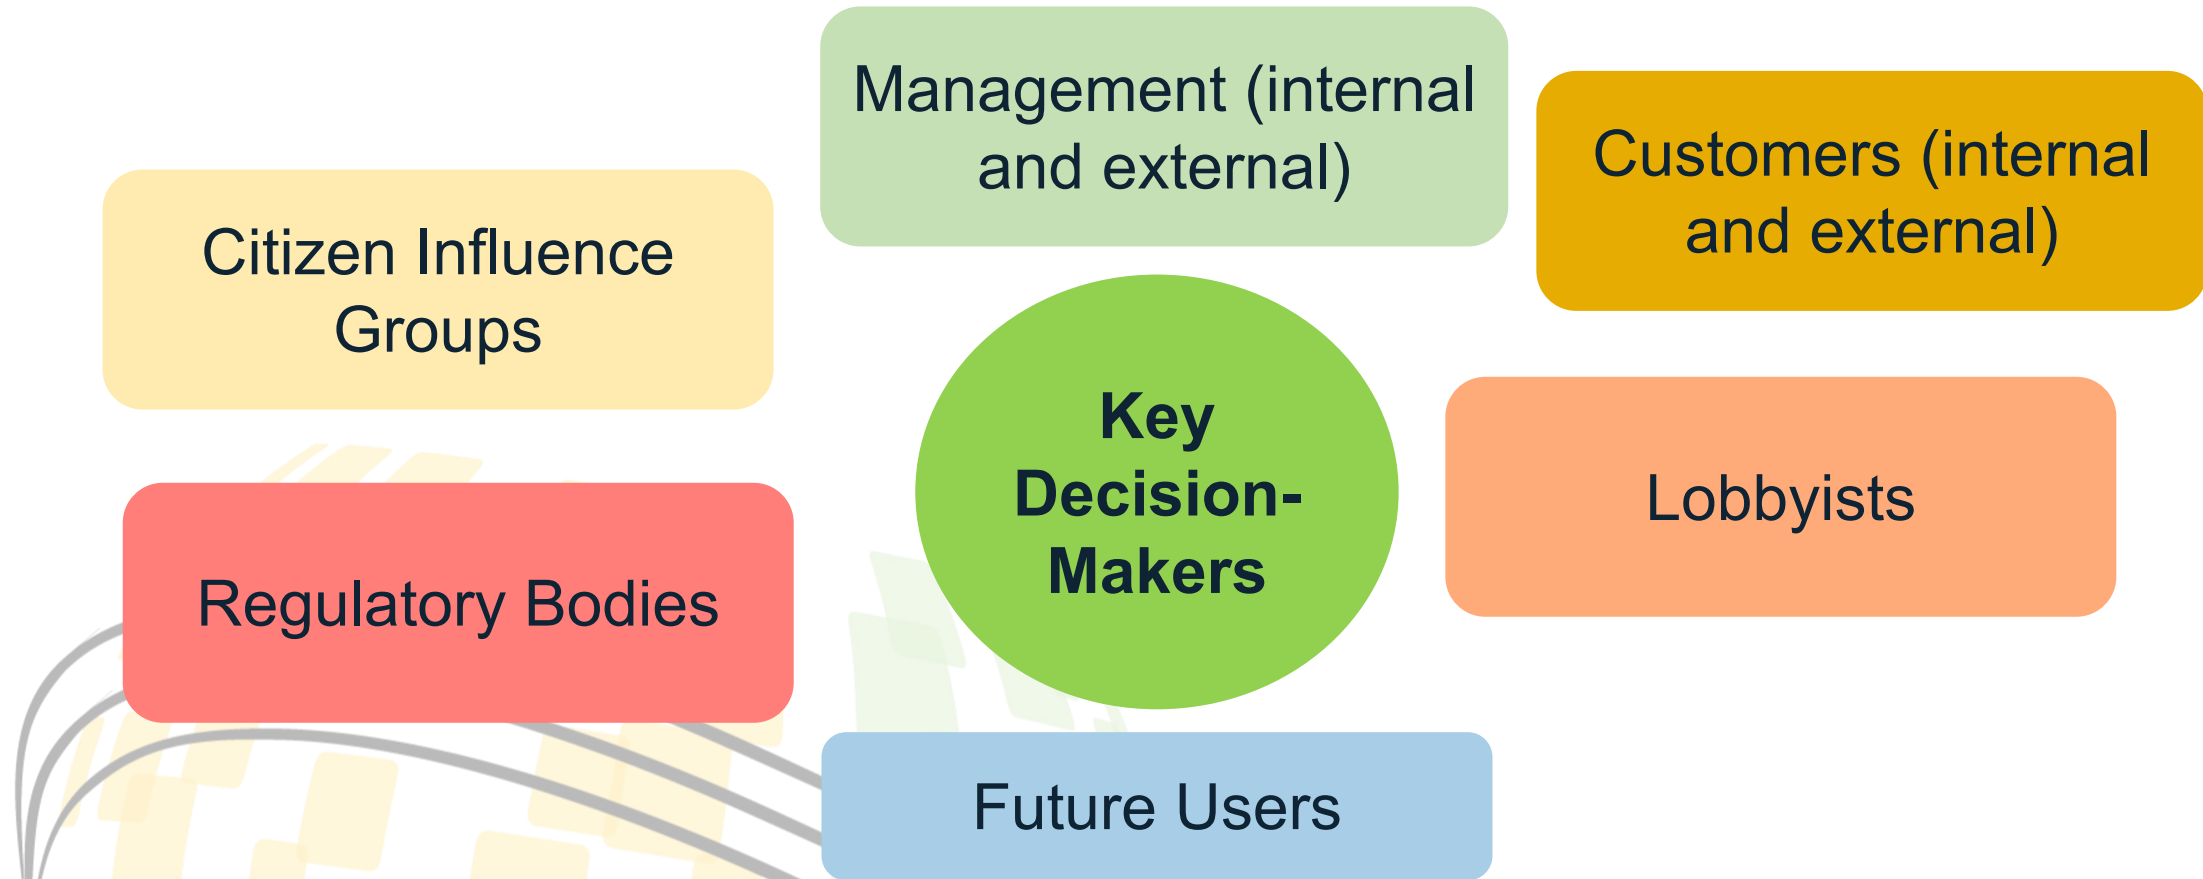 Management (internal
and external)
Customers (internal
and external)
Citizen Influence
Groups
Key
Decision-
Makers
Lobbyists
Regulatory Bodies
Future Users